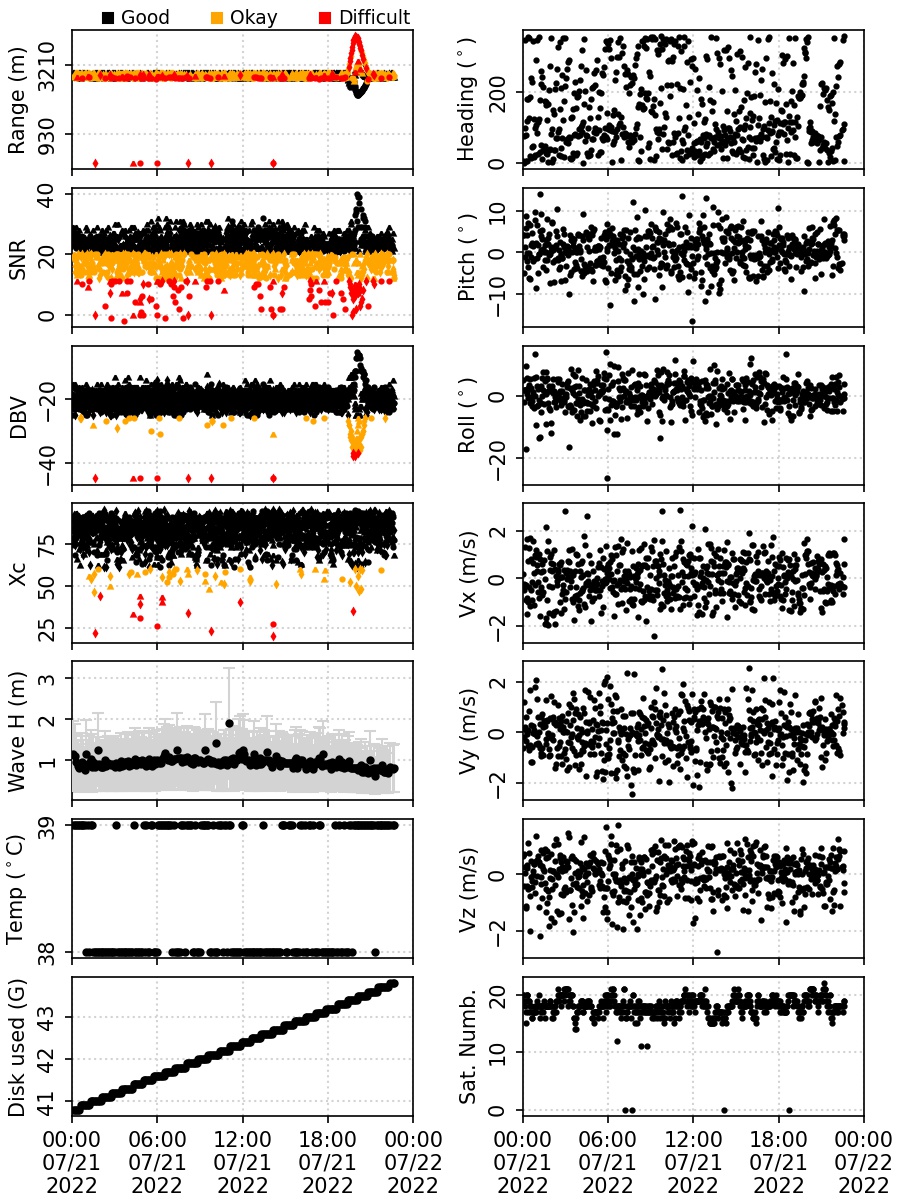 Good Okay Difficult
Range (m)
3210
930
Heading (°)
200
0
SNR
40
20
0
Pitch (°)
10
0
−10
DBV
−20
−40
Roll (°)
0
−20
Xc
75
50
25
Vx (m/s)
2
0
−2
Wave H (m)
3
2
1
Vy (m/s)
2
0
−2
Temp (°C)
39
38
Vz (m/s)
0
−2
Disk used (G)
43
42
41
Sat. Numb.
20
10
0
00:00 06:00 12:00 18:00 00:00
07/21 07/21 07/21 07/21 07/22
2022 2022 2022 2022 2022
00:00 06:00 12:00 18:00 00:00
07/21 07/21 07/21 07/21 07/22
2022 2022 2022 2022 2022